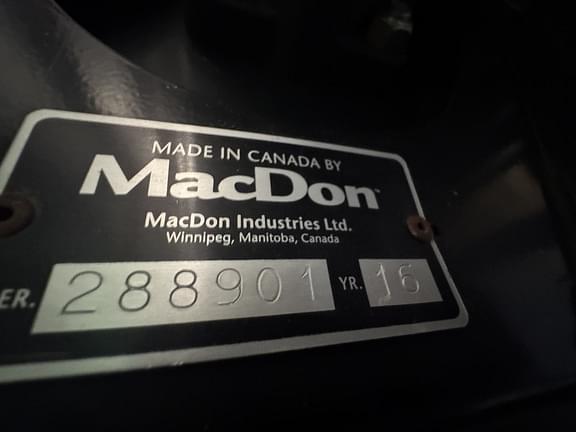 MADE IN CANADA BY
MacDon
MacDon Industries Ltd.
Winnipeg, Manitoba, Canada
ER. 288901 YR. 16